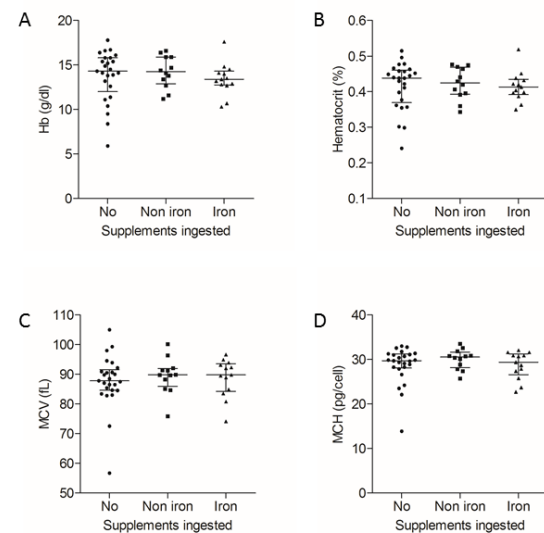 A
Hb (g/dl)
20
15
10
5
0
No Non iron Iron
Supplements ingested
B
Hematocrit (%)
0.6
0.5
0.4
0.3
0.2
0.1
No Non iron Iron
Supplements ingested
C
MCV (fL)
110
100
90
80
70
60
50
No Non iron Iron
Supplements ingested
D
MCH (pg/cell)
40
30
20
10
0
No Non iron Iron
Supplements ingested